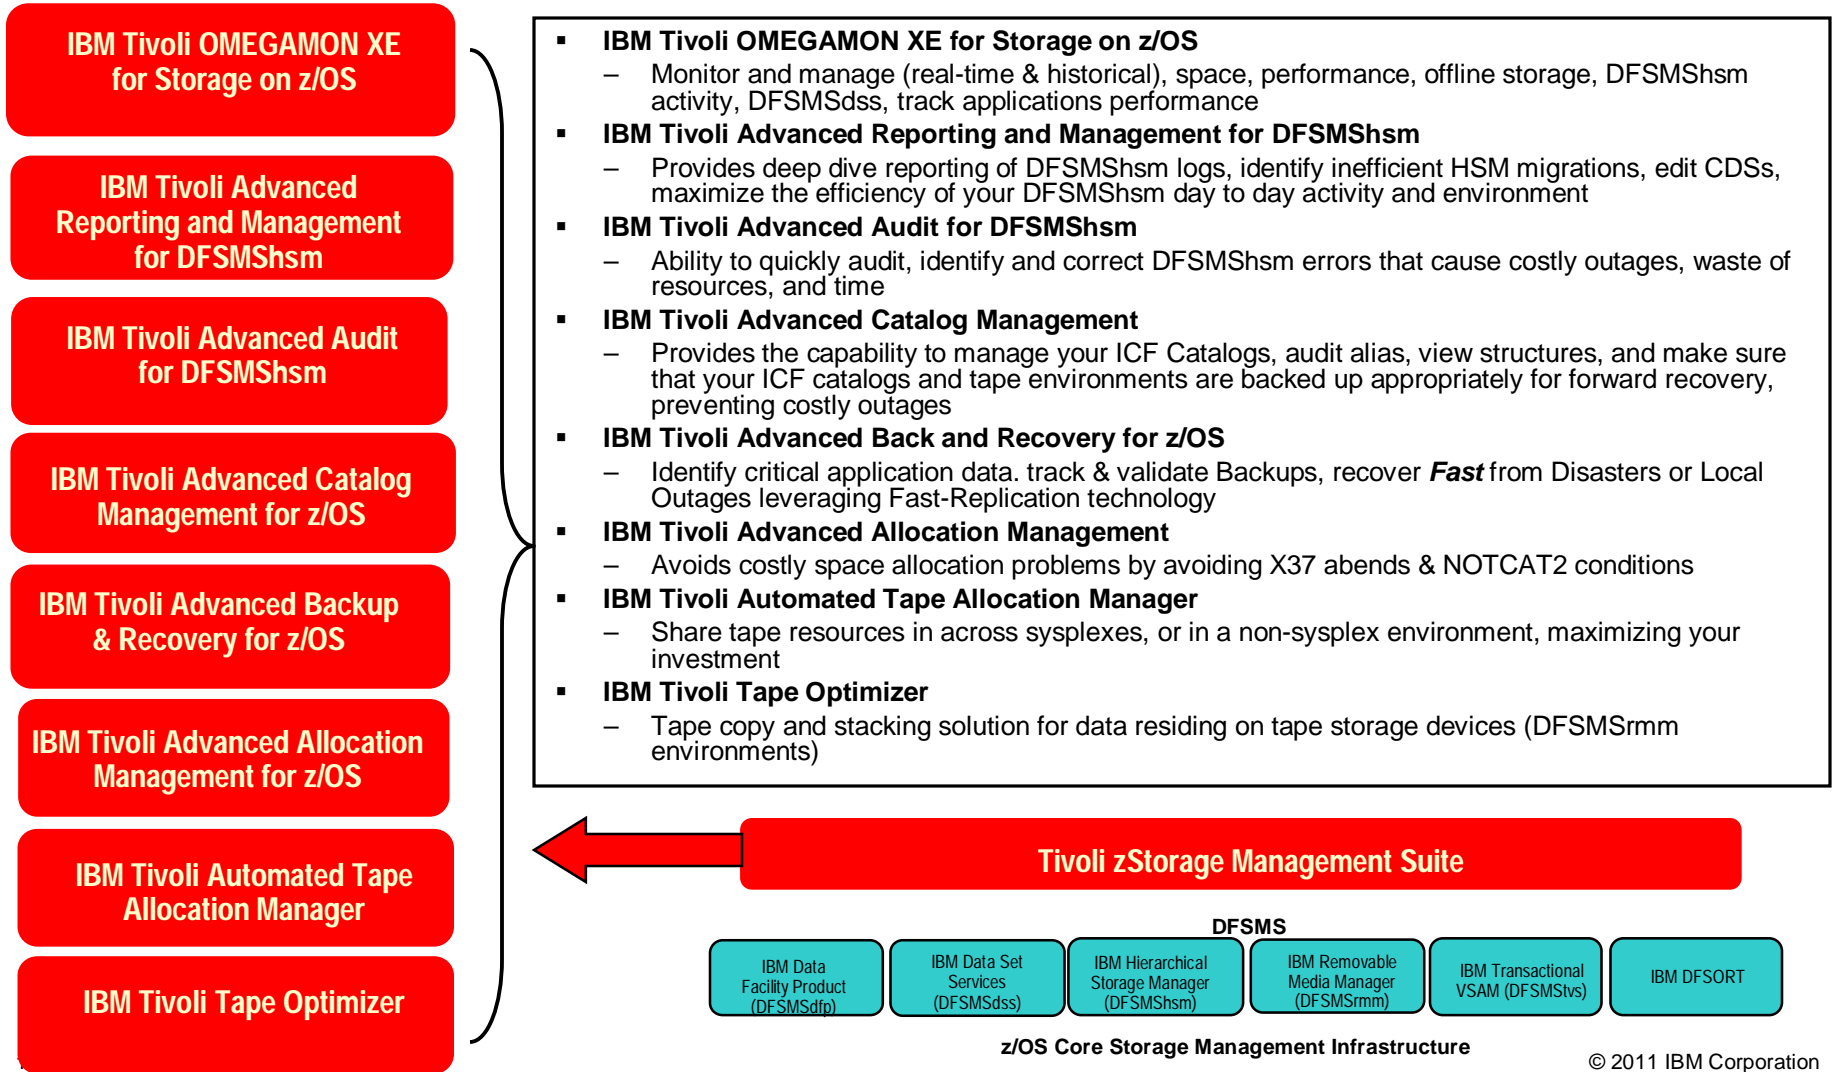 IBM Tivoli OMEGAMON XE
for Storage on z/OS
IBM Tivoli Advanced
Reporting and Management
for DFSMShsm
IBM Tivoli Advanced Audit
for DFSMShsm
IBM Tivoli Advanced Catalog
Management for z/OS
IBM Tivoli Advanced Backup
& Recovery for z/OS
IBM Tivoli Advanced Allocation
Management for z/OS
IBM Tivoli Automated Tape
Allocation Manager
IBM Tivoli Tape Optimizer
▪ IBM Tivoli OMEGAMON XE for Storage on z/OS
– Monitor and manage (real-time & historical), space, performance, offline storage, DFSMShsm
activity, DFSMSdss, track applications performance
▪ IBM Tivoli Advanced Reporting and Management for DFSMShsm
– Provides deep dive reporting of DFSMShsm logs, identify inefficient HSM migrations, edit CDSs,
maximize the efficiency of your DFSMShsm day to day activity and environment
▪ IBM Tivoli Advanced Audit for DFSMShsm
– Ability to quickly audit, identify and correct DFSMShsm errors that cause costly outages, waste of
resources, and time
▪ IBM Tivoli Advanced Catalog Management
– Provides the capability to manage your ICF Catalogs, audit alias, view structures, and make sure
that your ICF catalogs and tape environments are backed up appropriately for forward recovery,
preventing costly outages
▪ IBM Tivoli Advanced Back and Recovery for z/OS
– Identify critical application data. track & validate Backups, recover Fast from Disasters or Local
Outages leveraging Fast-Replication technology
▪ IBM Tivoli Advanced Allocation Management
– Avoids costly space allocation problems by avoiding X37 abends & NOTCAT2 conditions
▪ IBM Tivoli Automated Tape Allocation Manager
– Share tape resources in across sysplexes, or in a non-sysplex environment, maximizing your
investment
▪ IBM Tivoli Tape Optimizer
– Tape copy and stacking solution for data residing on tape storage devices (DFSMSrmm
environments)
Tivoli zStorage Management Suite
DFSMS
IBM Data
Facility Product
(DFSMSdfp)
IBM Data Set
Services
(DFSMSdss)
IBM Hierarchical
Storage Manager
(DFSMShsm)
IBM Removable
Media Manager
(DFSMSrmm)
IBM Transactional
VSAM (DFSMStvs)
IBM DFSORT
z/OS Core Storage Management Infrastructure
© 2011 IBM Corporation